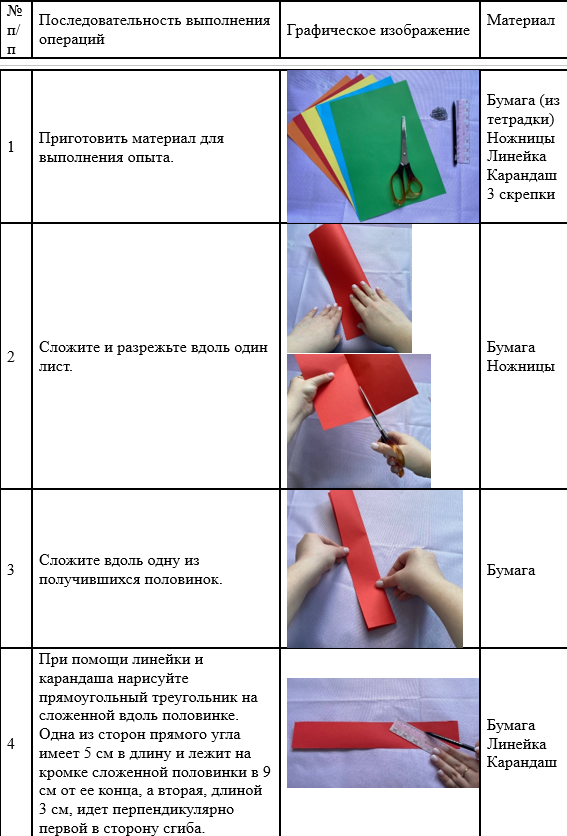 №
п/
п
Последовательность выполнения
операций
Графическое изображение
Материал
1
Приготовить материал для
выполнения опыта.
Бумага (из
тетрадки)
Ножницы
Линейка
Карандаш
3 скрепки
2
Сложите и разрежьте вдоль один
лист.
Бумага
Ножницы
3
Сложите вдоль одну из
получившихся половинок.
Бумага
4
При помощи линейки и
карандаша нарисуйте
прямоугольный треугольник на
сложенной вдоль половинке.
Одна из сторон прямого угла
имеет 5 см в длину и лежит на
кромке сложенной половинки в 9
см от ее конца, а вторая, длиной
3 см, идет перпендикулярно
первой в сторону сгиба.
Бумага
Линейка
Карандаш